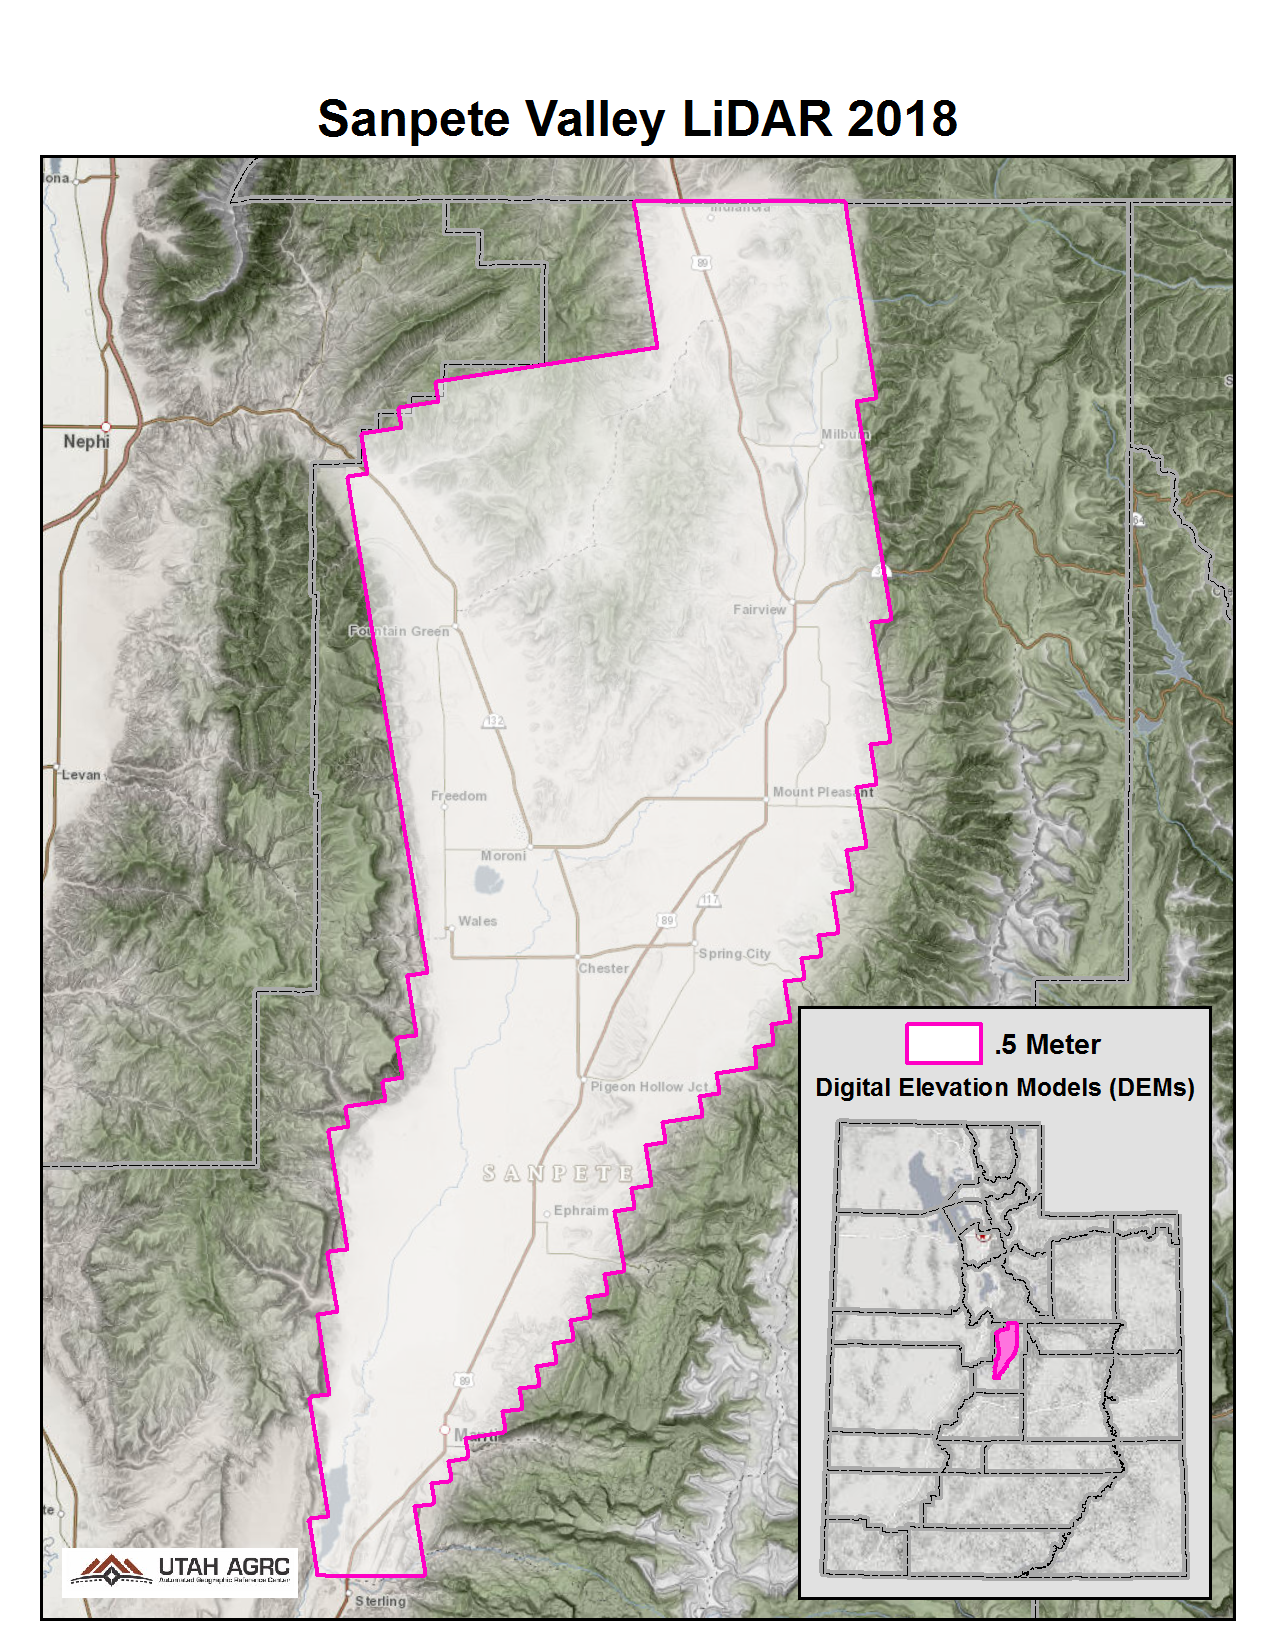 Sanpete Valley LiDAR 2018
ona
Indianola
89
Milburn
Nephi
Fairview
Fountain Green
132
Levan
Freedom
Mount Pleasant
Moroni
117
89
Wales
Spring City
Chester
Pigeon Hollow Jct
SANPETE
Ephraim
89
Manti
te
Sterling
.5 Meter
Digital Elevation Models (DEMs)
UTAH AGRC
Automated Geographic Reference Center